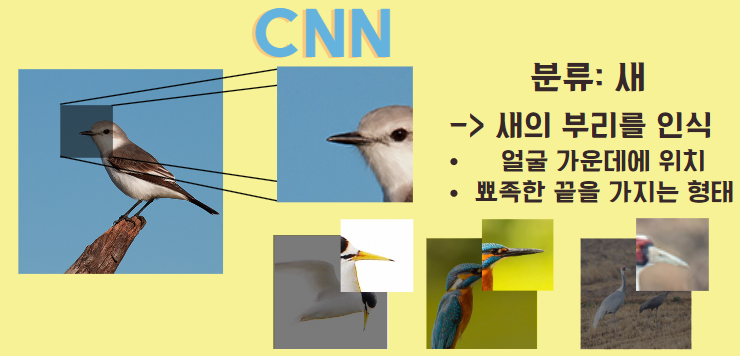 CNN
분류: 새
-> 새의 부리를 인식
• 얼굴 가운데에 위치
• 뾰족한 끝을 가지는 형태